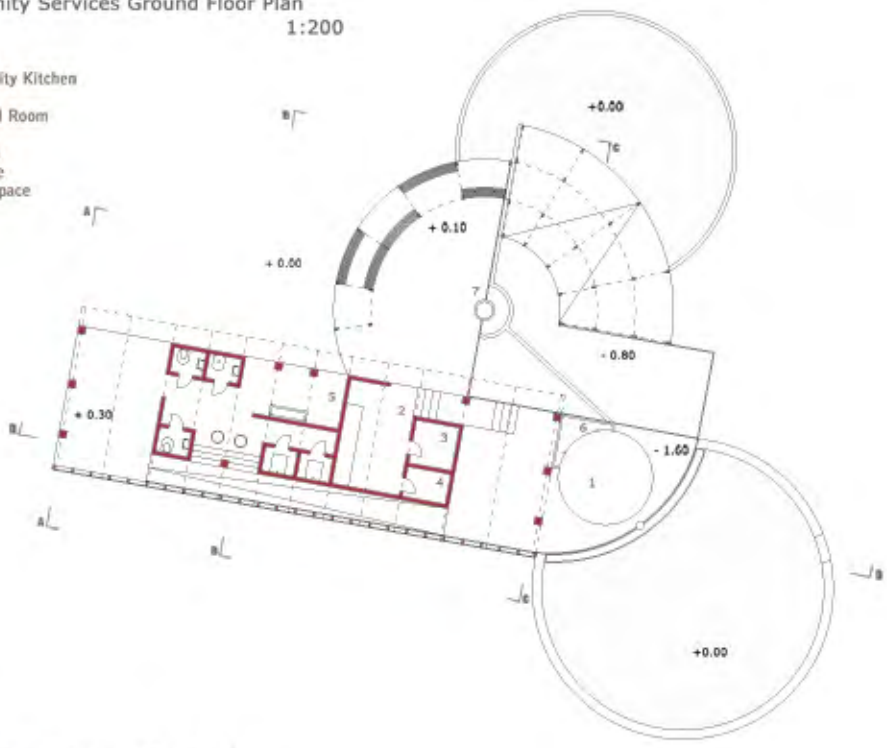 nity Services Ground Floor Plan
1:200
ity Kitchen
Room
pace
+0.00
B
C
A
+ 0.10
+ 0.00
7
- 0.80
+ 0.30
5
2
6
B
3
- 1.60
4
1
A
B
B
C
+0.00